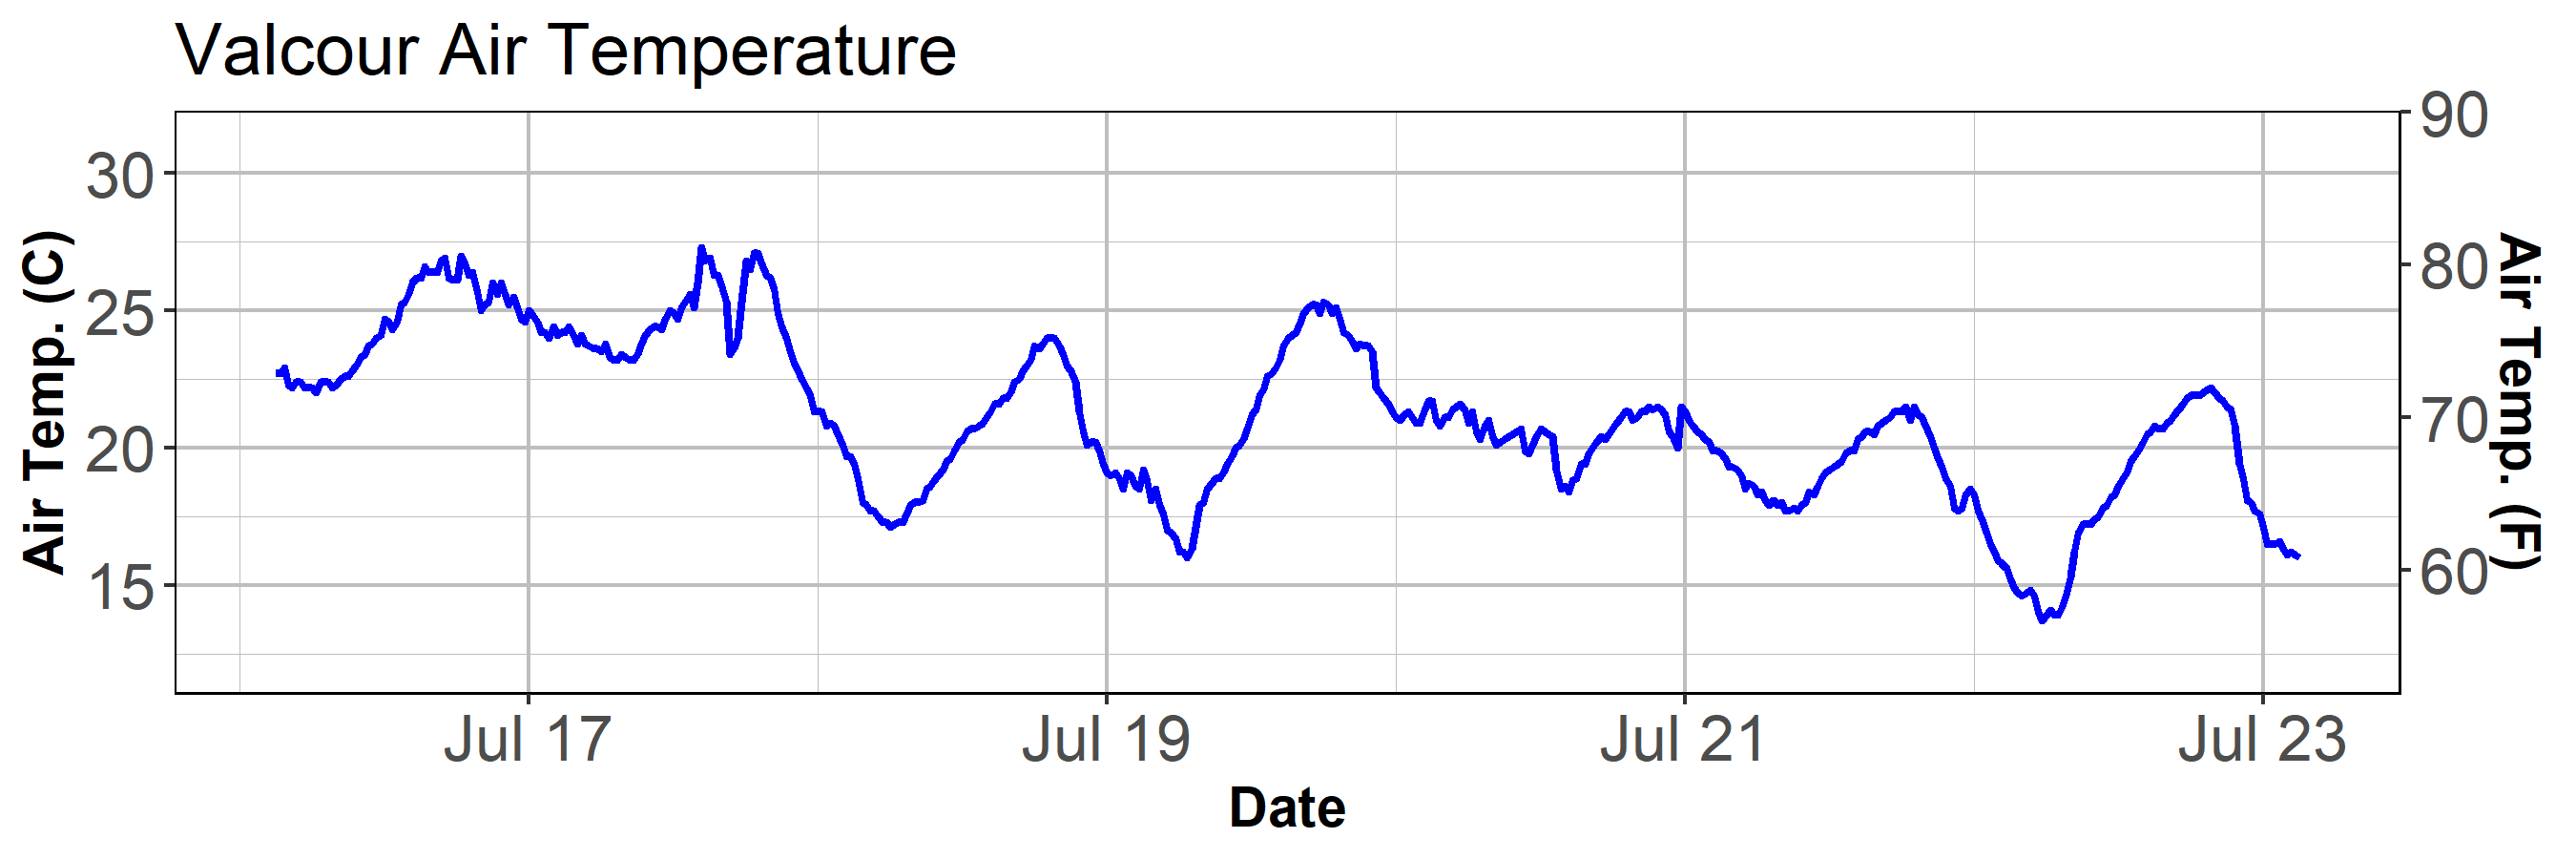 Valcour Air Temperature
Air Temp. (C)
30
25
20
15
90
80
70
60
Air Temp. (F)
Jul 17
Jul 19
Jul 21
Jul 23
Date